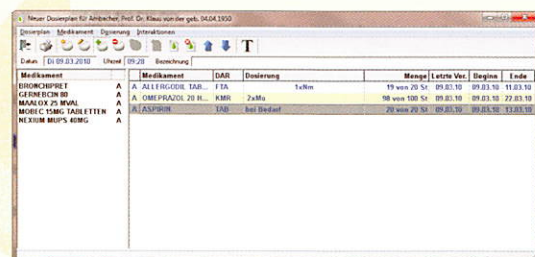 Neuer Dosierplan für Ambacher, Prof. Dr. Klaus von der geb. 04.04.1950
Dosierplan Medikament Dosierung Interaktionen
T
Datum Di 09.03.2010 Uhrzeit 09:28 Bezeichnung
Medikament
BRONCHIPRET A
GERNEBCIN 80 A
MAALOX 25 MVAL A
MOBEC 15MG TABLETTEN A
NEXIUM MUPS 40MG A
Medikament DAR Dosierung Menge Letzte Ver. Beginn Ende
A ALLERGODIL TAB... FTA 1xNm 19 von 20 St 09.03.10 09.03.10 11.03.10
A OMEPRAZOL 20 H... KMR 2xMo 98 von 100 St 09.03.10 09.03.10 22.03.10
A ASPIRIN TAB bei Bedarf 20 von 20 St 09.03.10 09.03.10 13.03.10